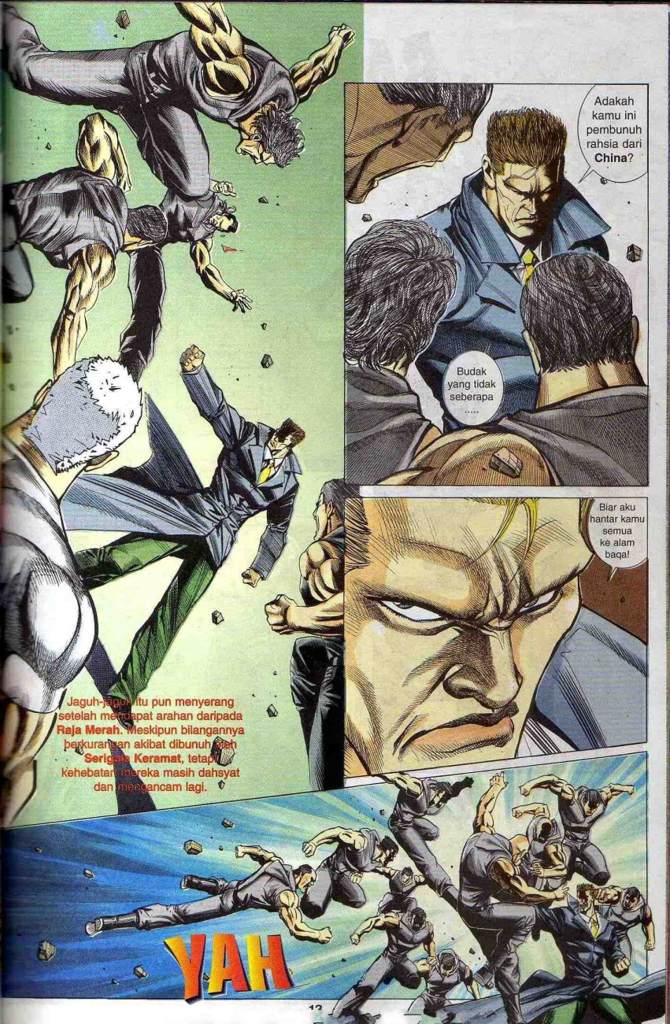 Adakah
kamu ini
pembunuh
rahsia dari
China?
Budak
yang tidak
seberapa
.....
Biar aku
hantar kamu
semua
ke alam
baqa!
Jaguh-jaguh itu pun menyerang
setelah mendapat arahan daripada
Raja Merah. Meskipun bilangannya
berkurangan akibat dibunuh oleh
Serigala Keramat, tetapi
kehebatan mereka masih dahsyat
dan mengancam lagi.
YAH